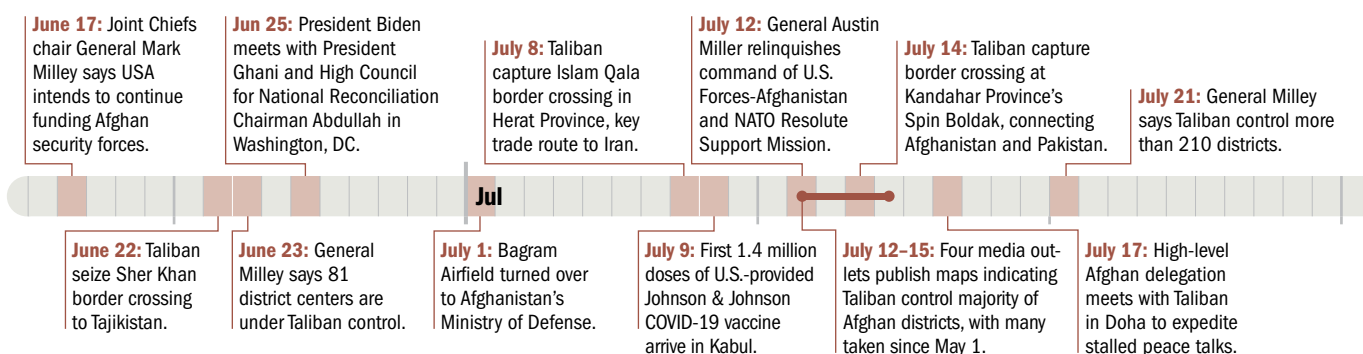 June 17: Joint Chiefs
chair General Mark
Milley says USA
intends to continue
funding Afghan
security forces.
Jun 25: President Biden
meets with President
Ghani and High Council
for National Reconciliation
Chairman Abdullah in
Washington, DC.
July 8: Taliban
capture Islam Qala
border crossing in
Herat Province, key
trade route to Iran.
July 12: General Austin
Miller relinquishes
command of U.S.
Forces-Afghanistan
and NATO Resolute
Support Mission.
July 14: Taliban capture
border crossing at
Kandahar Province’s
Spin Boldak, connecting
Afghanistan and Pakistan.
July 21: General Milley
says Taliban control more
than 210 districts.
Jul
June 22: Taliban
seize Sher Khan
border crossing
to Tajikistan.
June 23: General
Milley says 81
district centers are
under Taliban control.
July 1: Bagram
Airfield turned over
to Afghanistan’s
Ministry of Defense.
July 9: First 1.4 million
doses of U.S.-provided
Johnson & Johnson
COVID-19 vaccine
arrive in Kabul.
July 12–15: Four media out-
lets publish maps indicating
Taliban control majority of
Afghan districts, with many
taken since May 1.
July 17: High-level
Afghan delegation
meets with Taliban
in Doha to expedite
stalled peace talks.